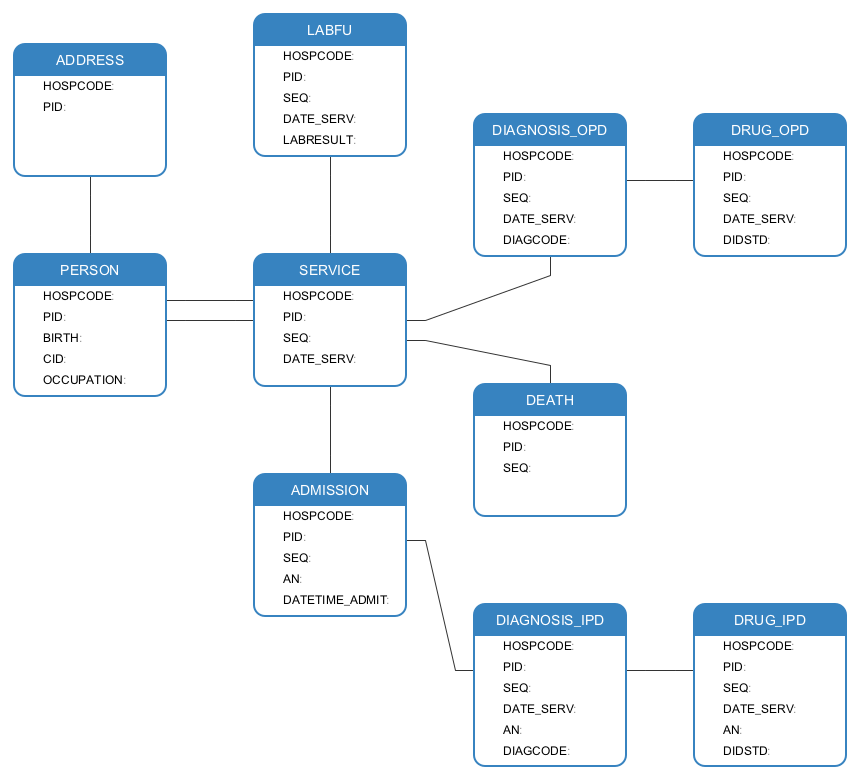 LABFU
HOSPCODE:
PID:
SEQ:
DATE_SERV:
LABRESULT:
ADDRESS
HOSPCODE:
PID:
DIAGNOSIS_OPD
HOSPCODE:
PID:
SEQ:
DATE_SERV:
DIAGCODE:
DRUG_OPD
HOSPCODE:
PID:
SEQ:
DATE_SERV:
DIDSTD:
PERSON
HOSPCODE:
PID:
BIRTH:
CID:
OCCUPATION:
SERVICE
HOSPCODE:
PID:
SEQ:
DATE_SERV:
DEATH
HOSPCODE:
PID:
SEQ:
ADMISSION
HOSPCODE:
PID:
SEQ:
AN:
DATETIME_ADMIT:
DIAGNOSIS_IPD
HOSPCODE:
PID:
SEQ:
DATE_SERV:
AN:
DIAGCODE:
DRUG_IPD
HOSPCODE:
PID:
SEQ:
DATE_SERV:
AN:
DIDSTD: